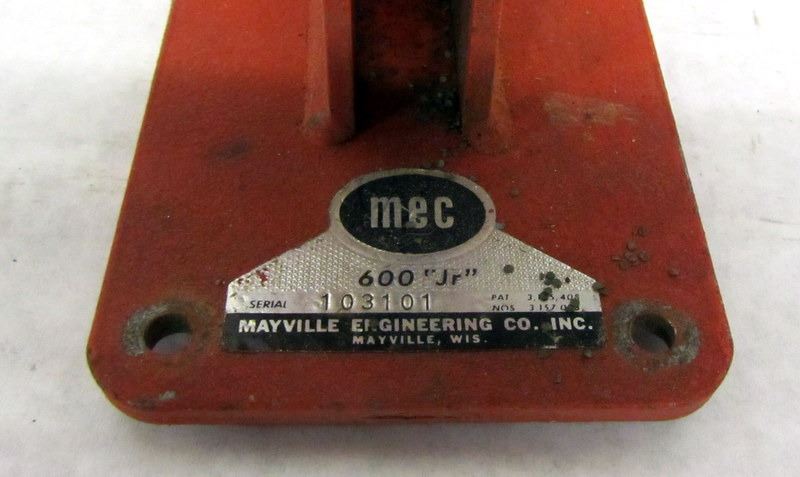 mec
600 "Jr"
SERIAL 103101
PAT
NOS
MAYVILLE ENGINEERING CO. INC.
MAYVILLE, WIS.